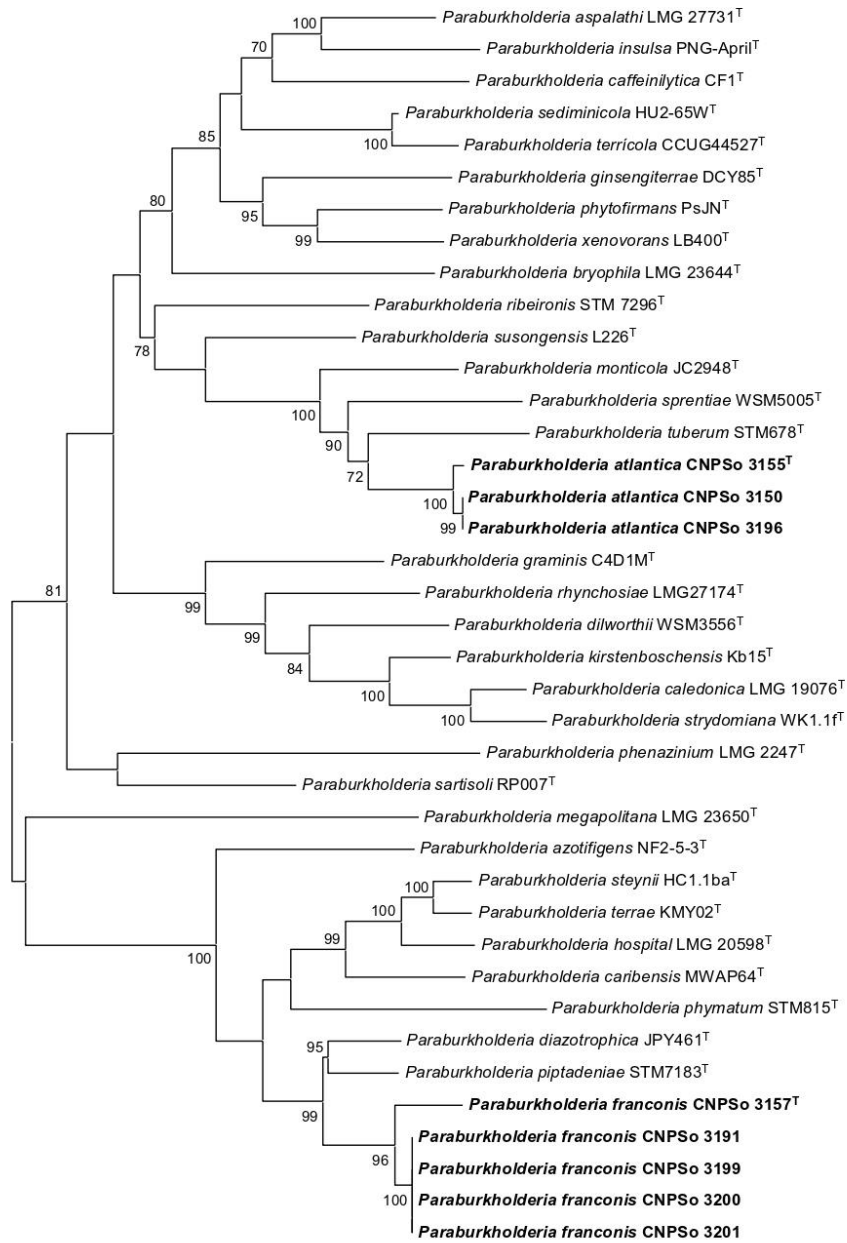 100
Paraburkholderia aspalathi LMG 27731ᵀ
70
Paraburkholderia insulsa PNG-Aprilᵀ
Paraburkholderia caffeinilytica CF1ᵀ
Paraburkholderia sediminicola HU2-65Wᵀ
85
100
Paraburkholderia terricola CCUG44527ᵀ
Paraburkholderia ginsengiterrae DCY85ᵀ
80
95
Paraburkholderia phytofirmans PsJNᵀ
99
Paraburkholderia xenovorans LB400ᵀ
Paraburkholderia bryophila LMG 23644ᵀ
Paraburkholderia ribeironis STM 7296ᵀ
78
Paraburkholderia susongensis L226ᵀ
Paraburkholderia monticola JC2948ᵀ
100
Paraburkholderia sprentiae WSM5005ᵀ
90
Paraburkholderia tuberum STM678ᵀ
72
Paraburkholderia atlantica CNPSo 3155ᵀ
100
Paraburkholderia atlantica CNPSo 3150
99
Paraburkholderia atlantica CNPSo 3196
Paraburkholderia graminis C4D1Mᵀ
81
99
Paraburkholderia rhynchosiae LMG27174ᵀ
99
Paraburkholderia dilworthii WSM3556ᵀ
84
Paraburkholderia kirstenboschensis Kb15ᵀ
100
Paraburkholderia caledonica LMG 19076ᵀ
100
Paraburkholderia strydomiana WK1.1fᵀ
Paraburkholderia phenazinium LMG 2247ᵀ
Paraburkholderia sartisoli RP007ᵀ
Paraburkholderia megapolitana LMG 23650ᵀ
Paraburkholderia azotifigens NF2-5-3ᵀ
100
Paraburkholderia steynii HC1.1baᵀ
100
Paraburkholderia terrae KMY02ᵀ
99
Paraburkholderia hospital LMG 20598ᵀ
100
Paraburkholderia caribensis MWAP64ᵀ
Paraburkholderia phymatum STM815ᵀ
95
Paraburkholderia diazotrophica JPY461ᵀ
Paraburkholderia piptadeniae STM7183ᵀ
99
Paraburkholderia franconis CNPSo 3157ᵀ
Paraburkholderia franconis CNPSo 3191
96
Paraburkholderia franconis CNPSo 3199
100
Paraburkholderia franconis CNPSo 3200
Paraburkholderia franconis CNPSo 3201